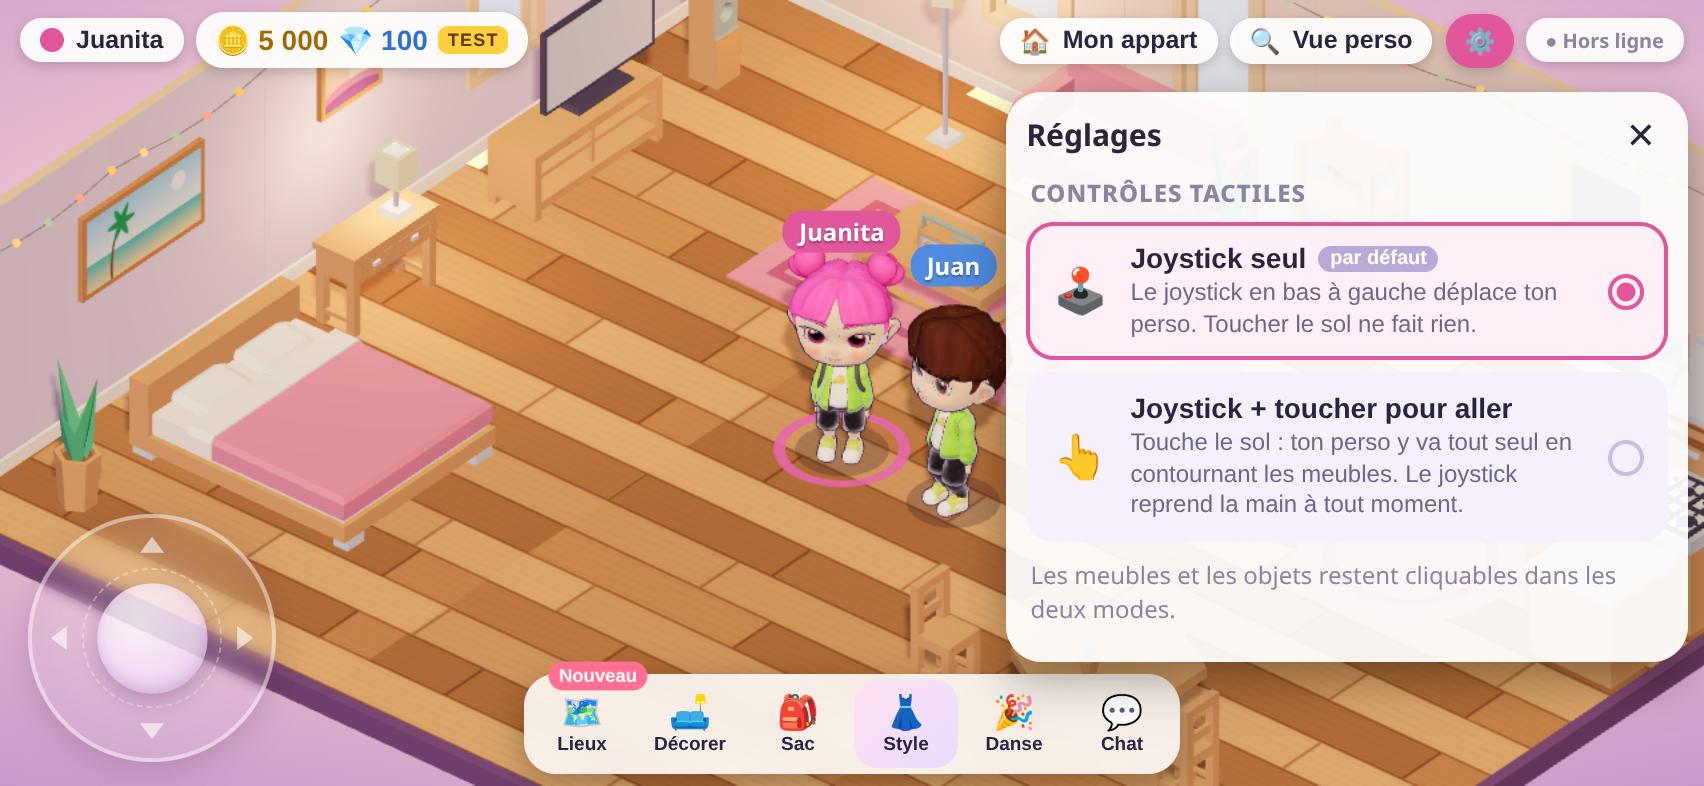 Juanita
5 000 100 TEST
Mon appart
Vue perso
Hors ligne
Réglages
CONTRÔLES TACTILES
Joystick seul par défaut
Le joystick en bas à gauche déplace ton
perso. Toucher le sol ne fait rien.
Joystick + toucher pour aller
Touche le sol : ton perso y va tout seul en
contournant les meubles. Le joystick
reprend la main à tout moment.
Les meubles et les objets restent cliquables dans les
deux modes.
Juanita
Juan
Nouveau
Lieux
Décorer
Sac
Style
Danse
Chat